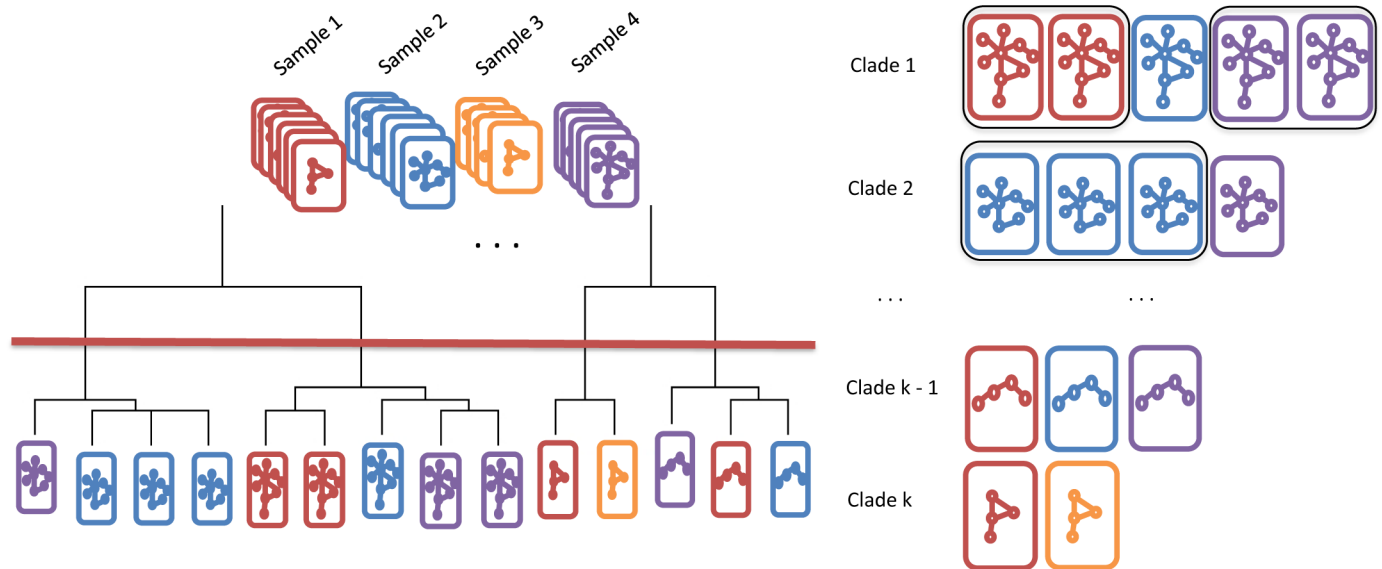 Sample 1
Sample 2
Sample 3
Sample 4
. . .
Clade 1
Clade 2
. . .
. . .
Clade k - 1
Clade k